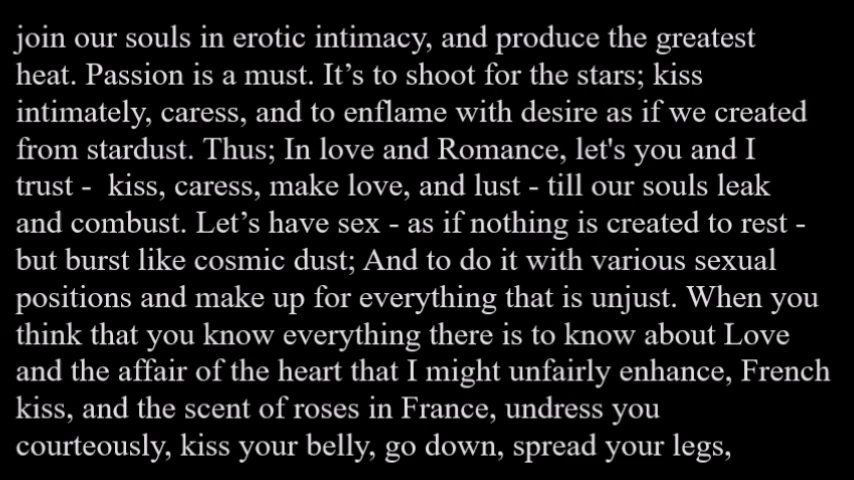 join our souls in erotic intimacy, and produce the greatest
heat. Passion is a must. It’s to shoot for the stars; kiss
intimately, caress, and to enflame with desire as if we created
from stardust. Thus; In love and Romance, let's you and I
trust -  kiss, caress, make love, and lust - till our souls leak
and combust. Let’s have sex - as if nothing is created to rest -
but burst like cosmic dust; And to do it with various sexual
positions and make up for everything that is unjust. When you
think that you know everything there is to know about Love
and the affair of the heart that I might unfairly enhance, French
kiss, and the scent of roses in France, undress you
courteously, kiss your belly, go down, spread your legs,